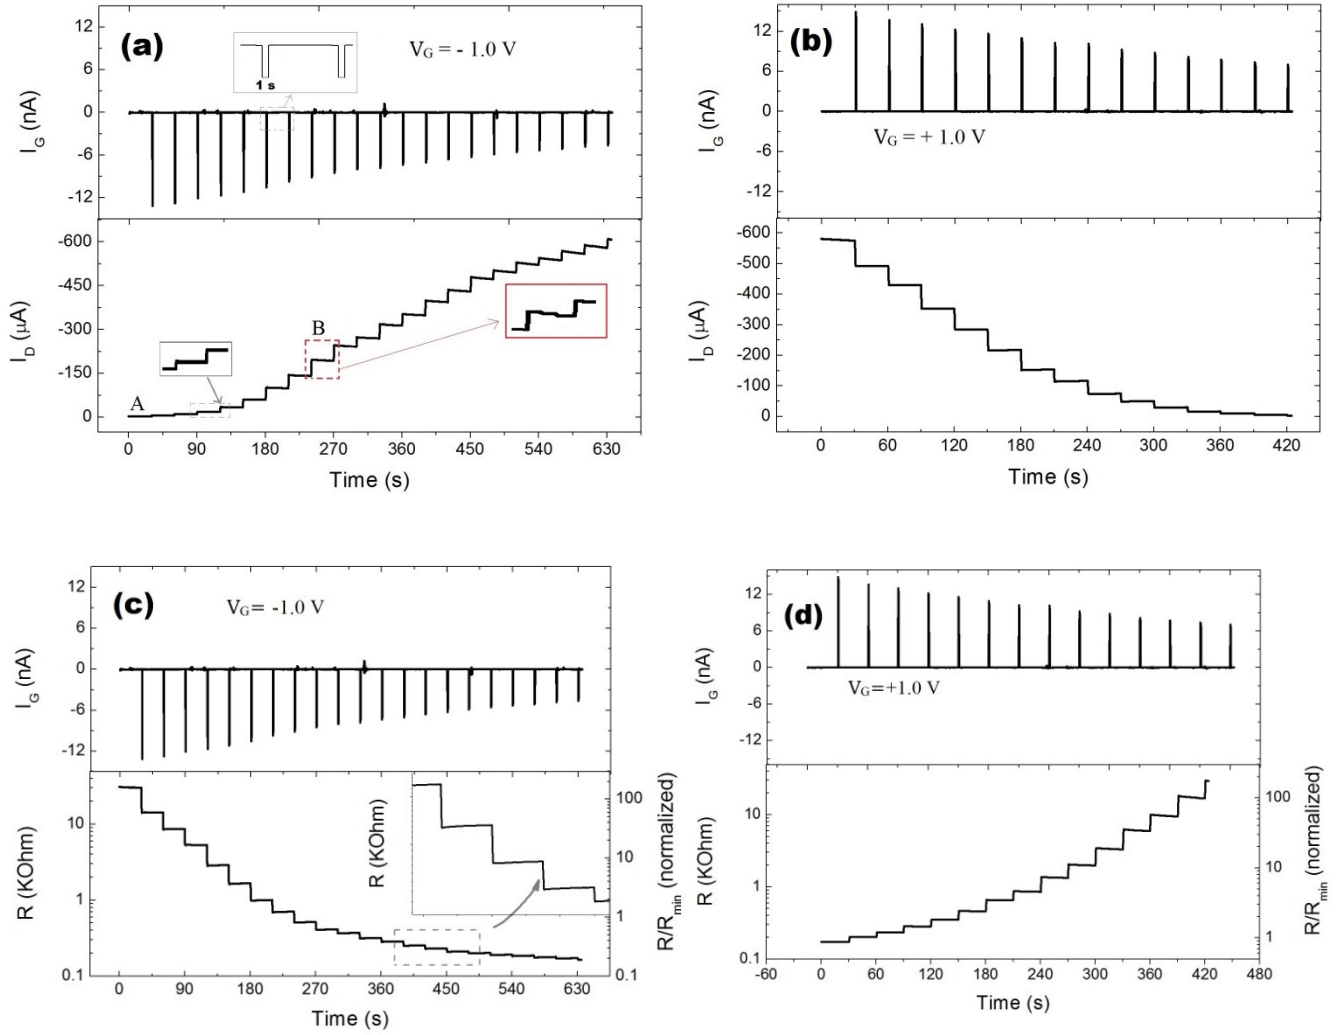 (a)
V_G = - 1.0 V
1 s
12
6
0
-6
-12
I_G (nA)
-600
-450
-300
-150
0
I_D (μA)
A
B
0 90 180 270 360 450 540 630
Time (s)
(b)
V_G = + 1.0 V
12
6
0
-6
-12
I_G (nA)
-600
-500
-400
-300
-200
-100
0
I_D (μA)
0 60 120 180 240 300 360 420
Time (s)
(c)
V_G = -1.0 V
12
6
0
-6
-12
I_G (nA)
10
1
0.1
R (KOhm)
R (KOhm)
100
10
1
0.1
R/R_min (normalized)
0 90 180 270 360 450 540 630
Time (s)
(d)
V_G=+1.0 V
12
6
0
-6
-12
I_G (nA)
10
1
0.1
R (KOhm)
100
10
1
R/R_min (normalized)
-60 0 60 120 180 240 300 360 420 480
Time (s)